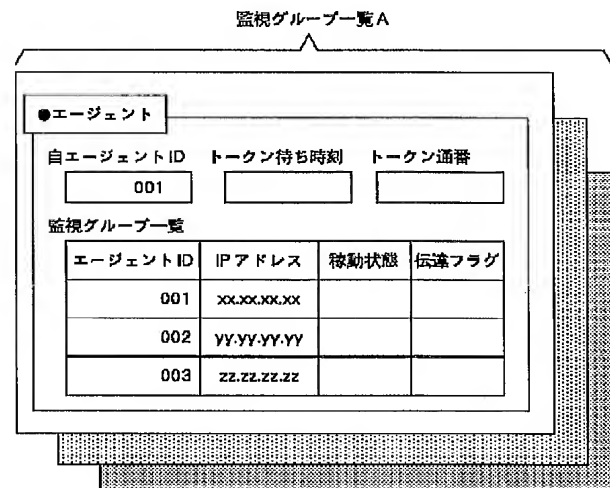 監視グループ一覧A
●エージェント
自エージェントID トークン待ち時刻 トークン通番
001
監視グループ一覧
エージェントID IPアドレス 稼動状態 伝達フラグ
001 xx.xx.xx.xx
002 yy.yy.yy.yy
003 zz.zz.zz.zz